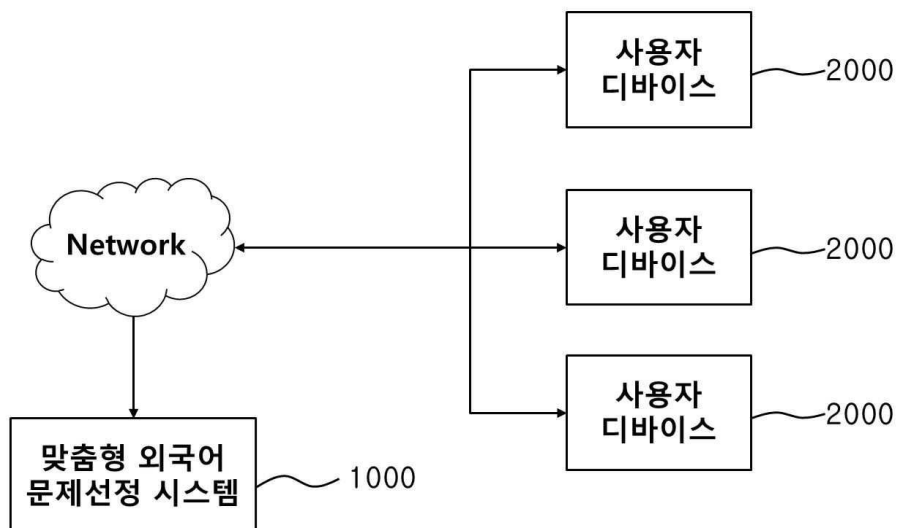 사용자
디바이스
2000
Network
사용자
디바이스
2000
사용자
디바이스
2000
맞춤형 외국어
문제선정 시스템
1000